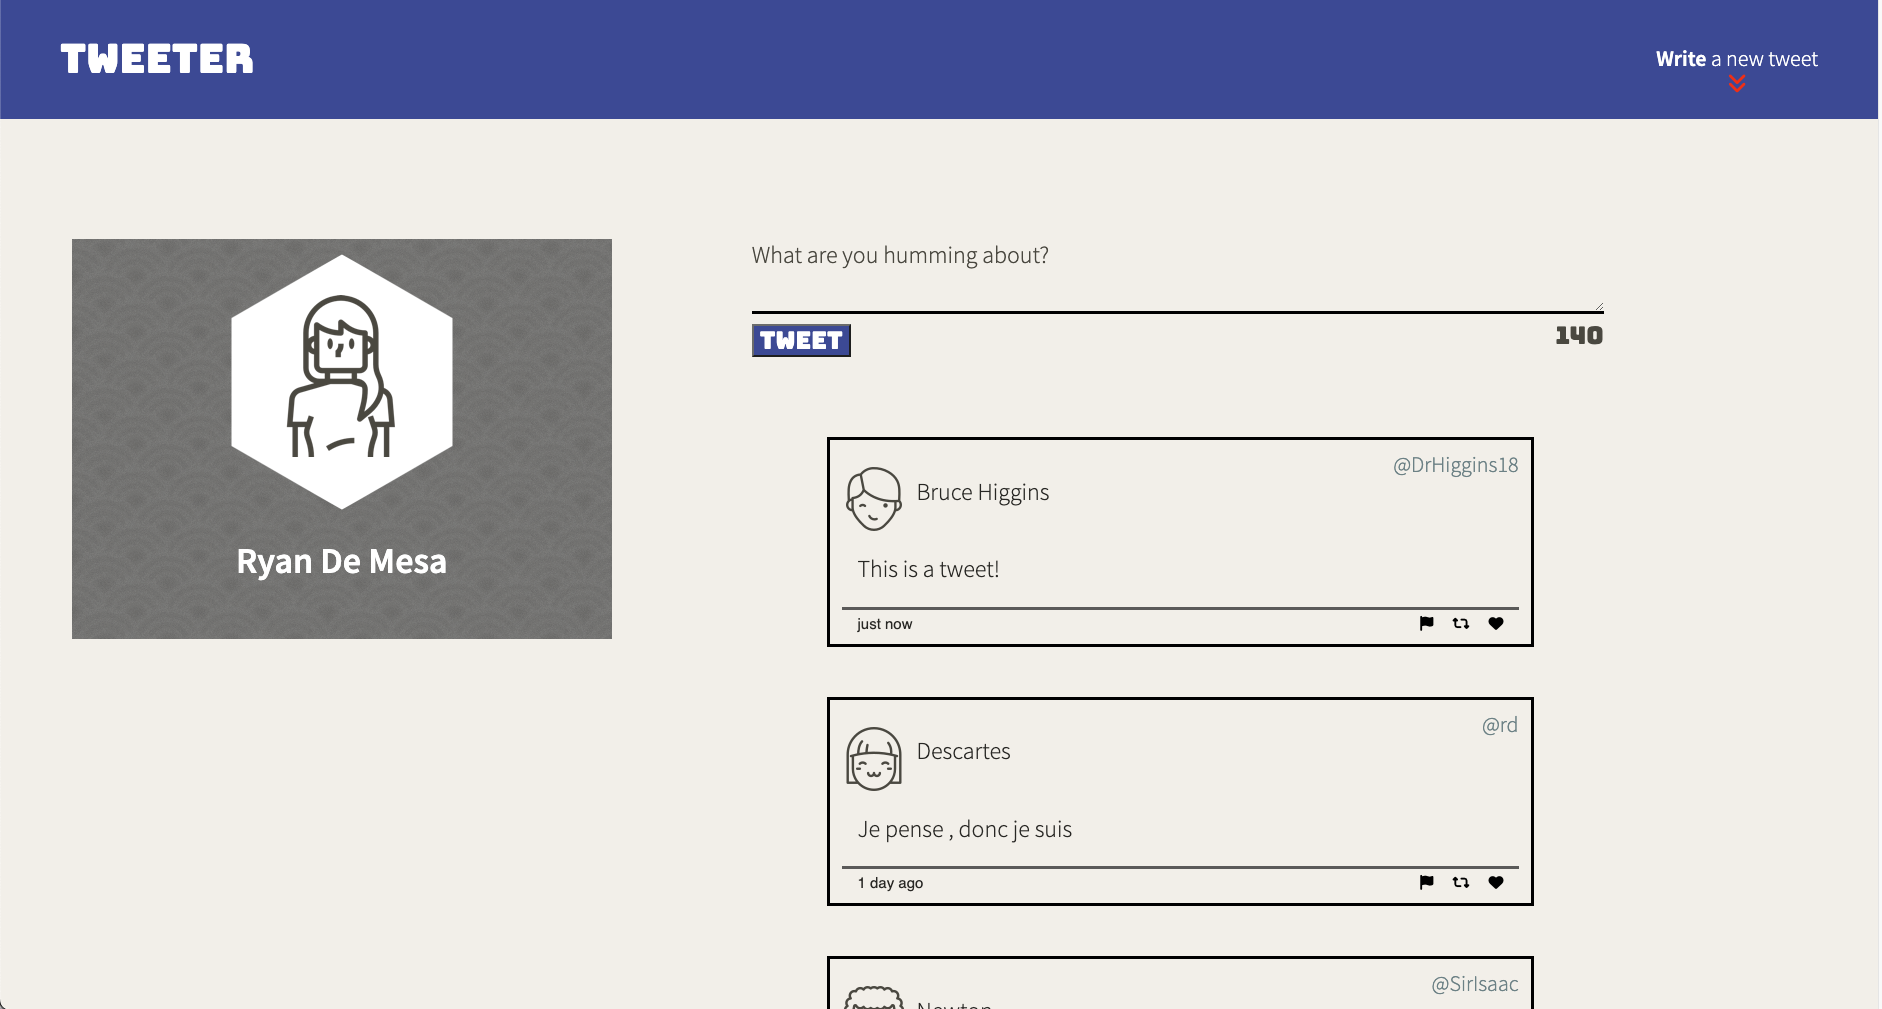 TWEETER
Write a new tweet
Ryan De Mesa
What are you humming about?
TWEET
140
@DrHiggins18
Bruce Higgins
This is a tweet!
just now
@rd
Descartes
Je pense , donc je suis
1 day ago
@SirIsaac
Newton